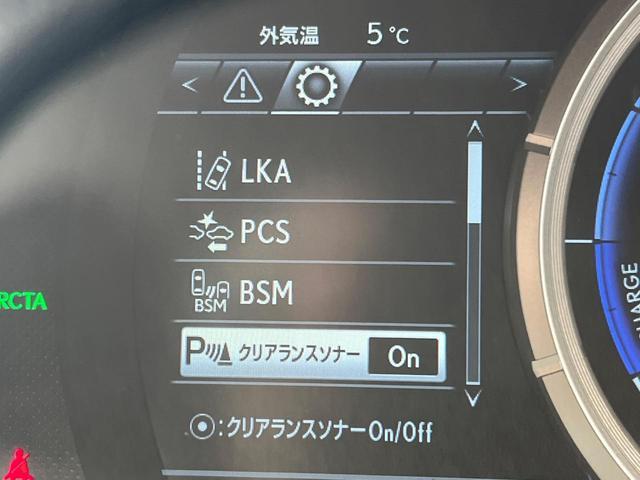 外気温 5℃
LKA
PCS
BSM BSM
RCTA
P クリアランスソナー On
:クリアランスソナーOn/Off
CHARGE